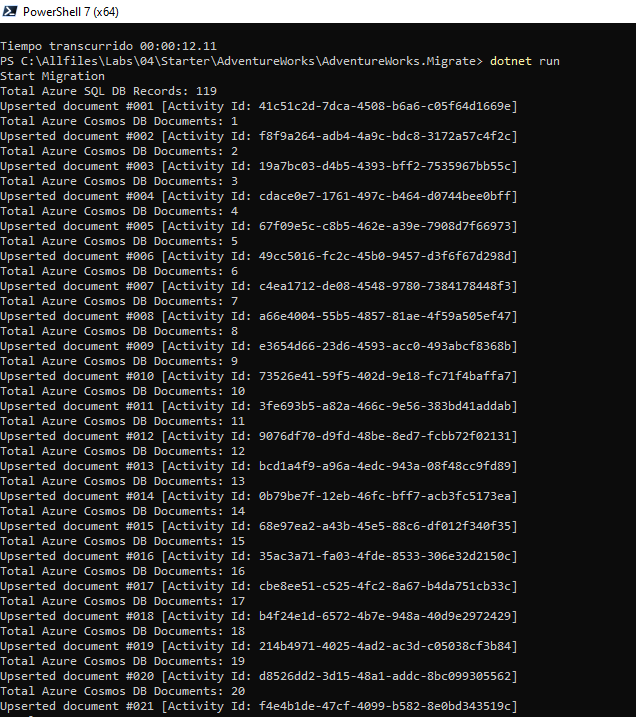 PowerShell 7 (x64)
Tiempo transcurrido 00:00:12.11
PS C:\Allfiles\Labs\04\Starter\AdventureWorks\AdventureWorks.Migrate> dotnet run
Start Migration
Total Azure SQL DB Records: 119
Upserted document #001 [Activity Id: 41c51c2d-7dca-4508-b6a6-c05f64d1669e]
Total Azure Cosmos DB Documents: 1
Upserted document #002 [Activity Id: f8f9a264-adb4-4a9c-bdc8-3172a57c4f2c]
Total Azure Cosmos DB Documents: 2
Upserted document #003 [Activity Id: 19a7bc03-d4b5-4393-bff2-7535967bb55c]
Total Azure Cosmos DB Documents: 3
Upserted document #004 [Activity Id: cdace0e7-1761-497c-b464-d0744bee0bff]
Total Azure Cosmos DB Documents: 4
Upserted document #005 [Activity Id: 67f09e5c-c8b5-462e-a39e-7908d7f66973]
Total Azure Cosmos DB Documents: 5
Upserted document #006 [Activity Id: 49cc5016-fc2c-45b0-9457-d3f6f67d298d]
Total Azure Cosmos DB Documents: 6
Upserted document #007 [Activity Id: c4ea1712-de08-4548-9780-7384178448f3]
Total Azure Cosmos DB Documents: 7
Upserted document #008 [Activity Id: a66e4004-55b5-4857-81ae-4f59a505ef47]
Total Azure Cosmos DB Documents: 8
Upserted document #009 [Activity Id: e3654d66-23d6-4593-acc0-493abcf8368b]
Total Azure Cosmos DB Documents: 9
Upserted document #010 [Activity Id: 73526e41-59f5-402d-9e18-fc71f4baffa7]
Total Azure Cosmos DB Documents: 10
Upserted document #011 [Activity Id: 3fe693b5-a82a-466c-9e56-383bd41addab]
Total Azure Cosmos DB Documents: 11
Upserted document #012 [Activity Id: 9076df70-d9fd-48be-8ed7-fcbb72f02131]
Total Azure Cosmos DB Documents: 12
Upserted document #013 [Activity Id: bcd1a4f9-a96a-4edc-943a-08f48cc9fd89]
Total Azure Cosmos DB Documents: 13
Upserted document #014 [Activity Id: 0b79be7f-12eb-46fc-bff7-acb3fc5173ea]
Total Azure Cosmos DB Documents: 14
Upserted document #015 [Activity Id: 68e97ea2-a43b-45e5-88c6-df012f340f35]
Total Azure Cosmos DB Documents: 15
Upserted document #016 [Activity Id: 35ac3a71-fa03-4fde-8533-306e32d2150c]
Total Azure Cosmos DB Documents: 16
Upserted document #017 [Activity Id: cbe8ee51-c525-4fc2-8a67-b4da751cb33c]
Total Azure Cosmos DB Documents: 17
Upserted document #018 [Activity Id: b4f24e1d-6572-4b7e-948a-40d9e2972429]
Total Azure Cosmos DB Documents: 18
Upserted document #019 [Activity Id: 214b4971-4025-4ad2-ac3d-c05038cf3b84]
Total Azure Cosmos DB Documents: 19
Upserted document #020 [Activity Id: d8526dd2-3d15-48a1-addc-8bc099305562]
Total Azure Cosmos DB Documents: 20
Upserted document #021 [Activity Id: f4e4b1de-47cf-4099-b582-8e0bd343519c]